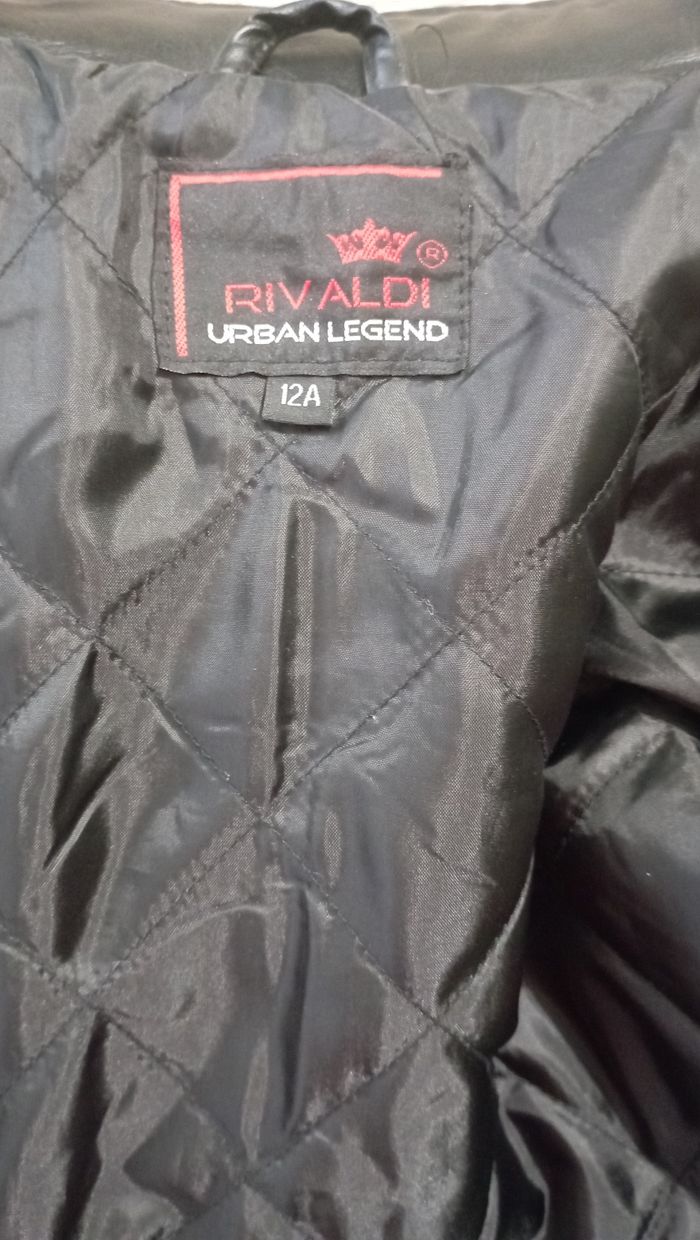 ®
RIVALDI
URBAN LEGEND
12A